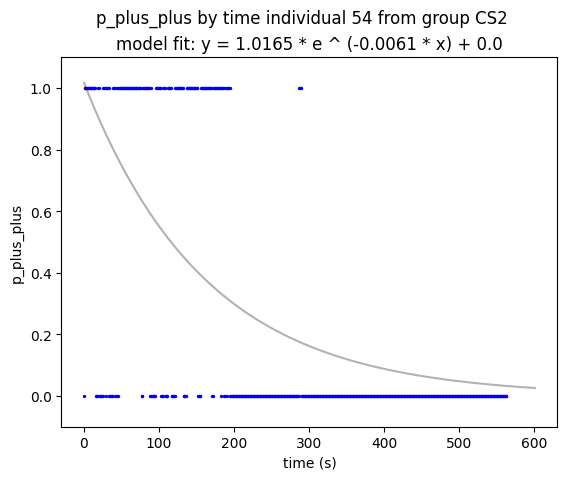 p_plus_plus by time individual 54 from group CS2
model fit: y = 1.0165 * e ^ (-0.0061 * x) + 0.0
1.0
0.8
0.6
0.4
0.2
0.0
p_plus_plus
0 100 200 300 400 500 600
time (s)